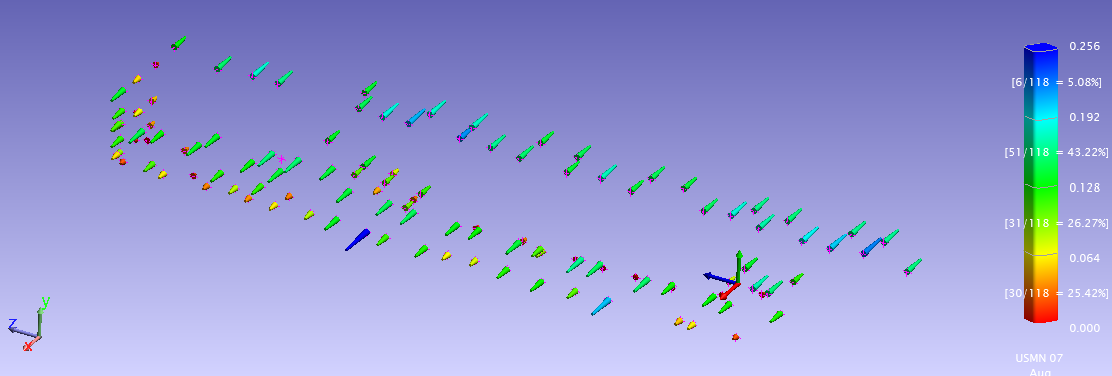 0.256
[6/118 = 5.08%]
0.192
[51/118 = 43.22%]
0.128
[31/118 = 26.27%]
0.064
[30/118 = 25.42%]
0.000
y
Z
x
USMN 07
Aug